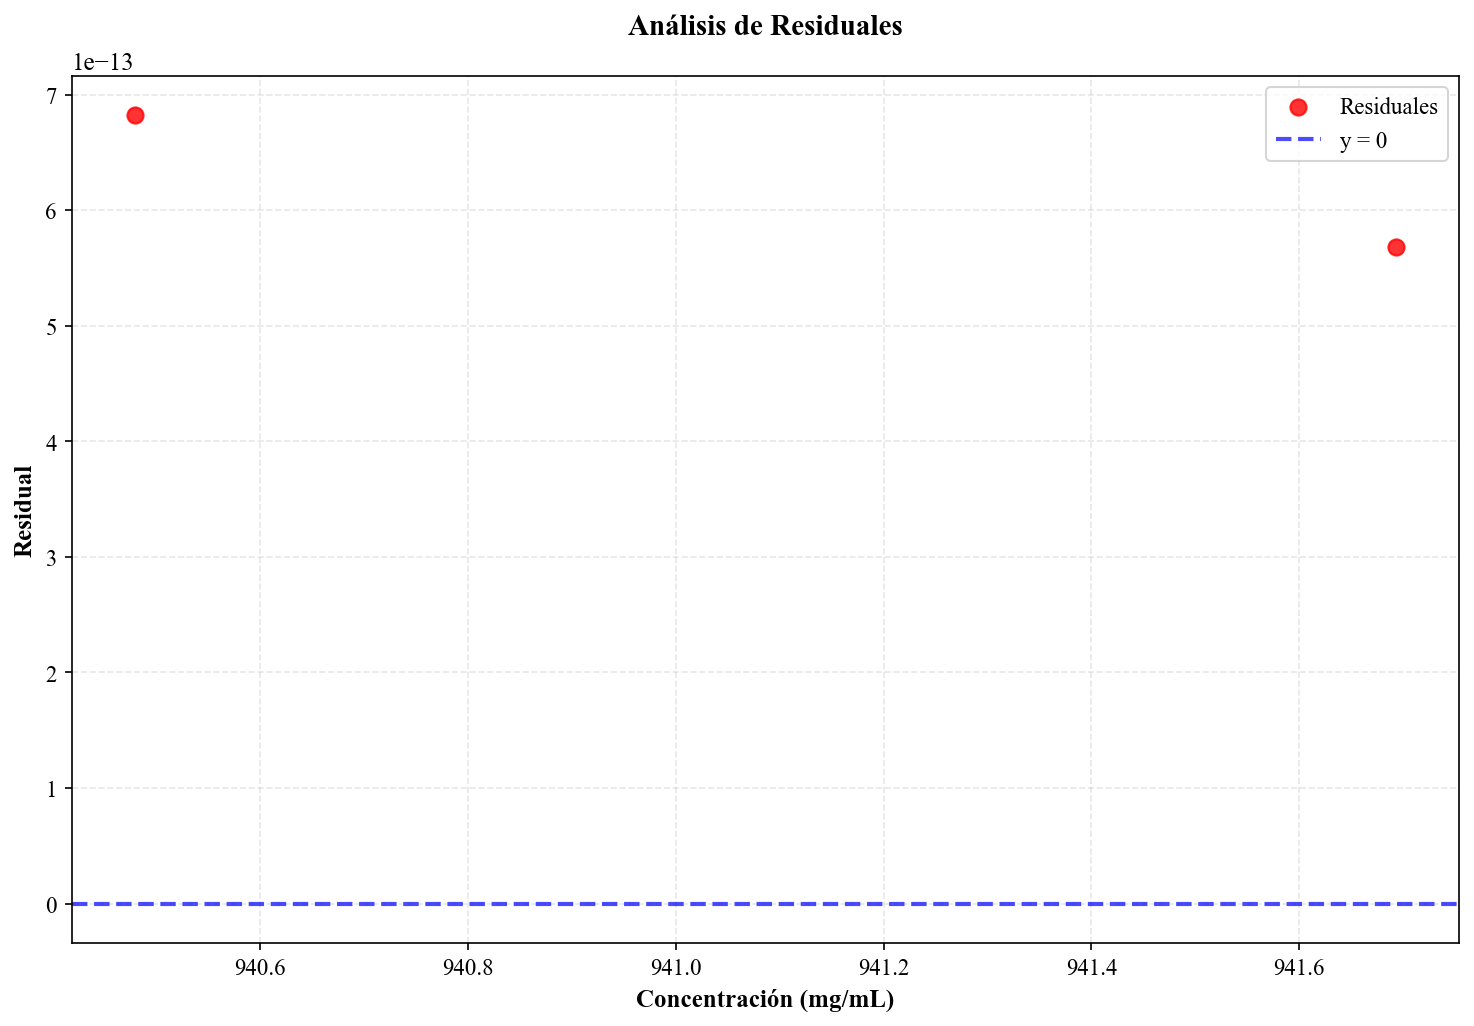 Análisis de Residuales
1e−13
7
6
5
4
3
2
1
0
Residual
Residuales
y = 0
940.6
940.8
941.0
941.2
941.4
941.6
Concentración (mg/mL)